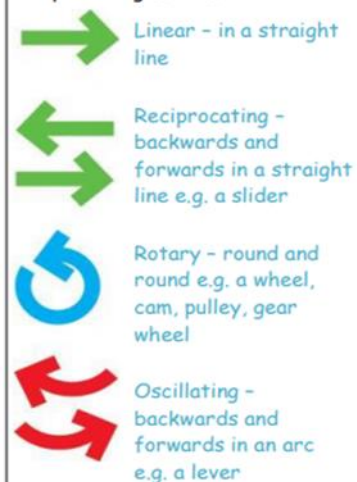 Linear – in a straight
line
Reciprocating –
backwards and
forwards in a straight
line e.g. a slider
Rotary – round and
round e.g. a wheel,
cam, pulley, gear
wheel
Oscillating –
backwards and
forwards in an arc
e.g. a lever